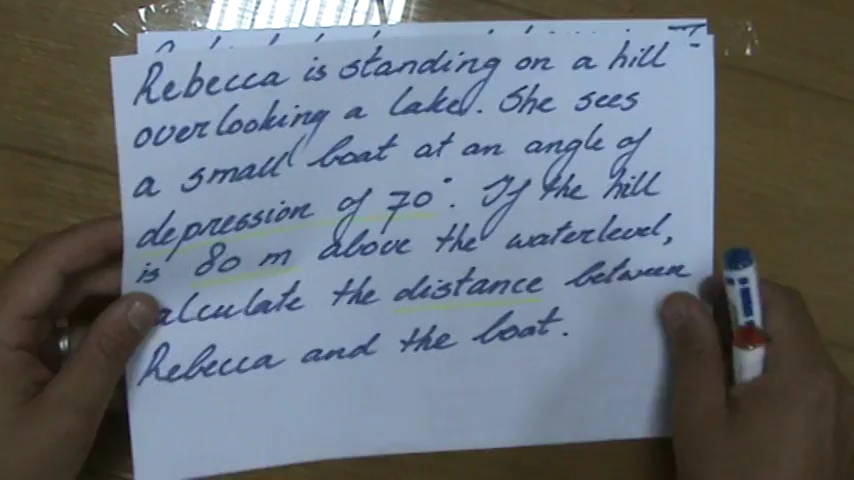 Rebecca is standing on a hill
overlooking a lake. She sees
a small boat at an angle of
depression of 70°. If the hill
is 80 m above the waterlevel,
alculate the distance between
Rebecca and the boat.